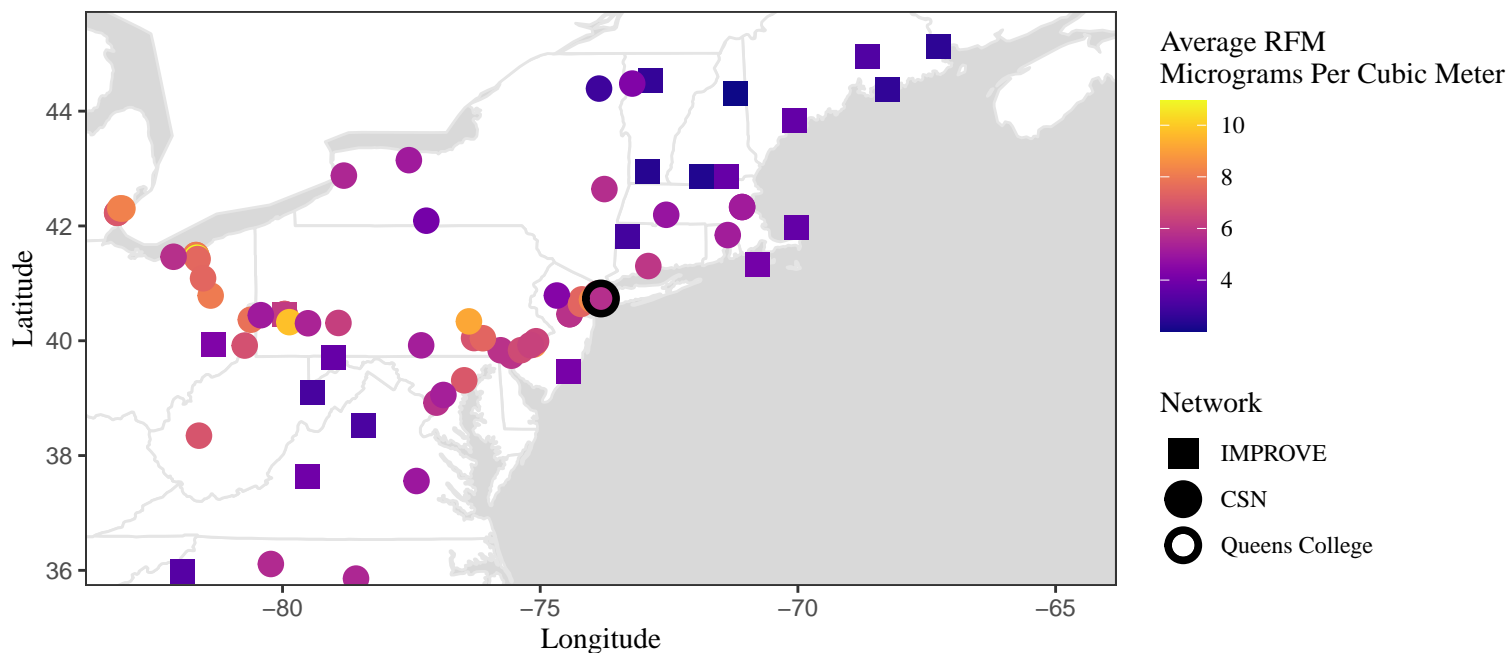 44
42
40
38
36
Latitude
−80
−75
−70
−65
Longitude
Average RFM
Micrograms Per Cubic Meter
10
8
6
4
Network
IMPROVE
CSN
Queens College